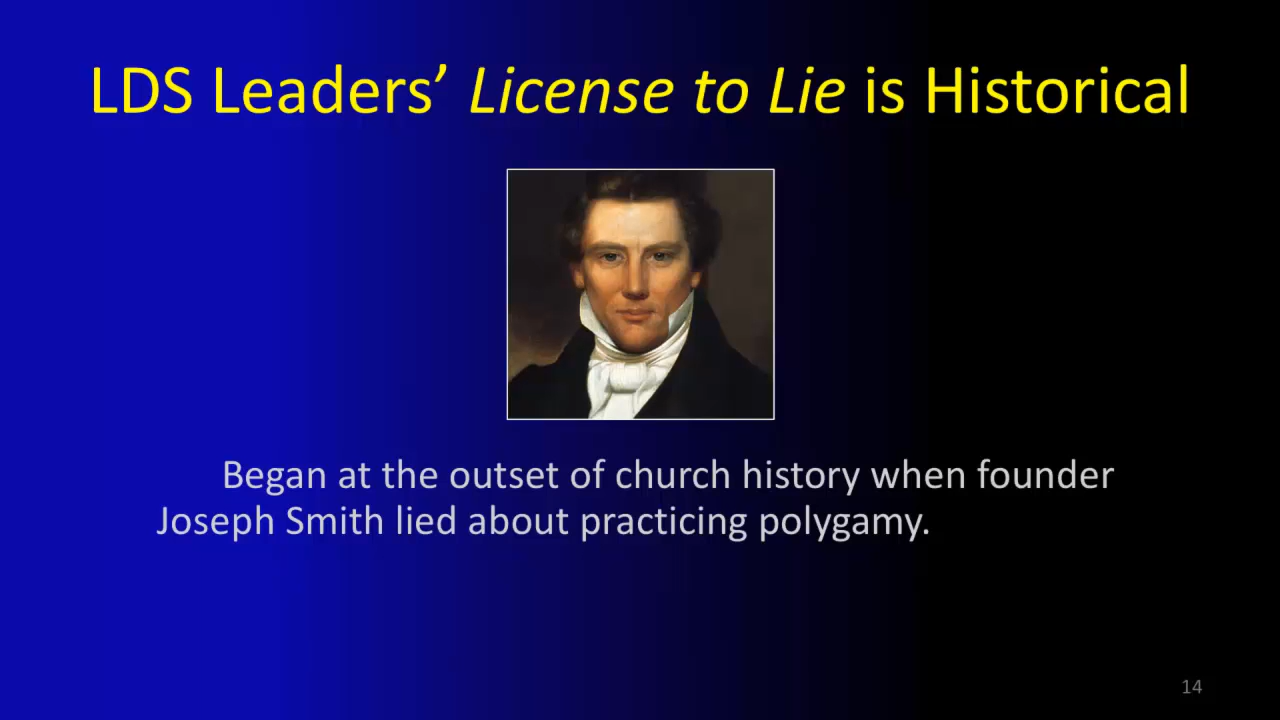 LDS Leaders’ License to Lie is Historical
Began at the outset of church history when founder
Joseph Smith lied about practicing polygamy.
14